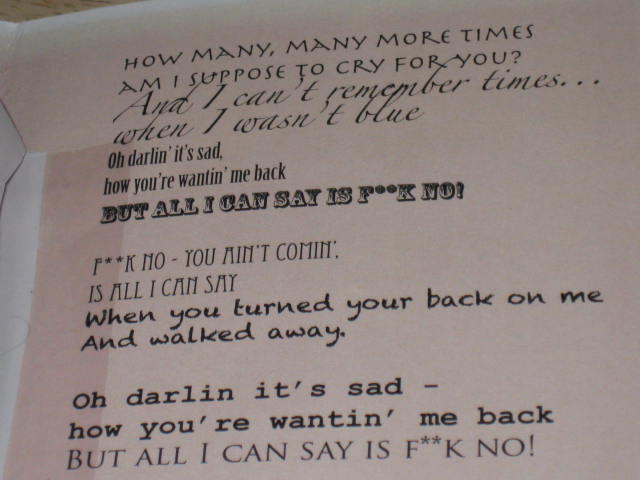 HOW MANY, MANY MORE TIMES
AM I SUPPOSE TO CRY FOR YOU?
And I can't remember times...
when I wasn't blue
Oh darlin' it's sad,
how you're wantin' me back
BUT ALL I CAN SAY IS F**K NO!
F**K NO - YOU AIN'T COMIN',
IS ALL I CAN SAY
When you turned your back on me
And walked away.
Oh darlin it's sad –
how you're wantin' me back
BUT ALL I CAN SAY IS F**K NO!